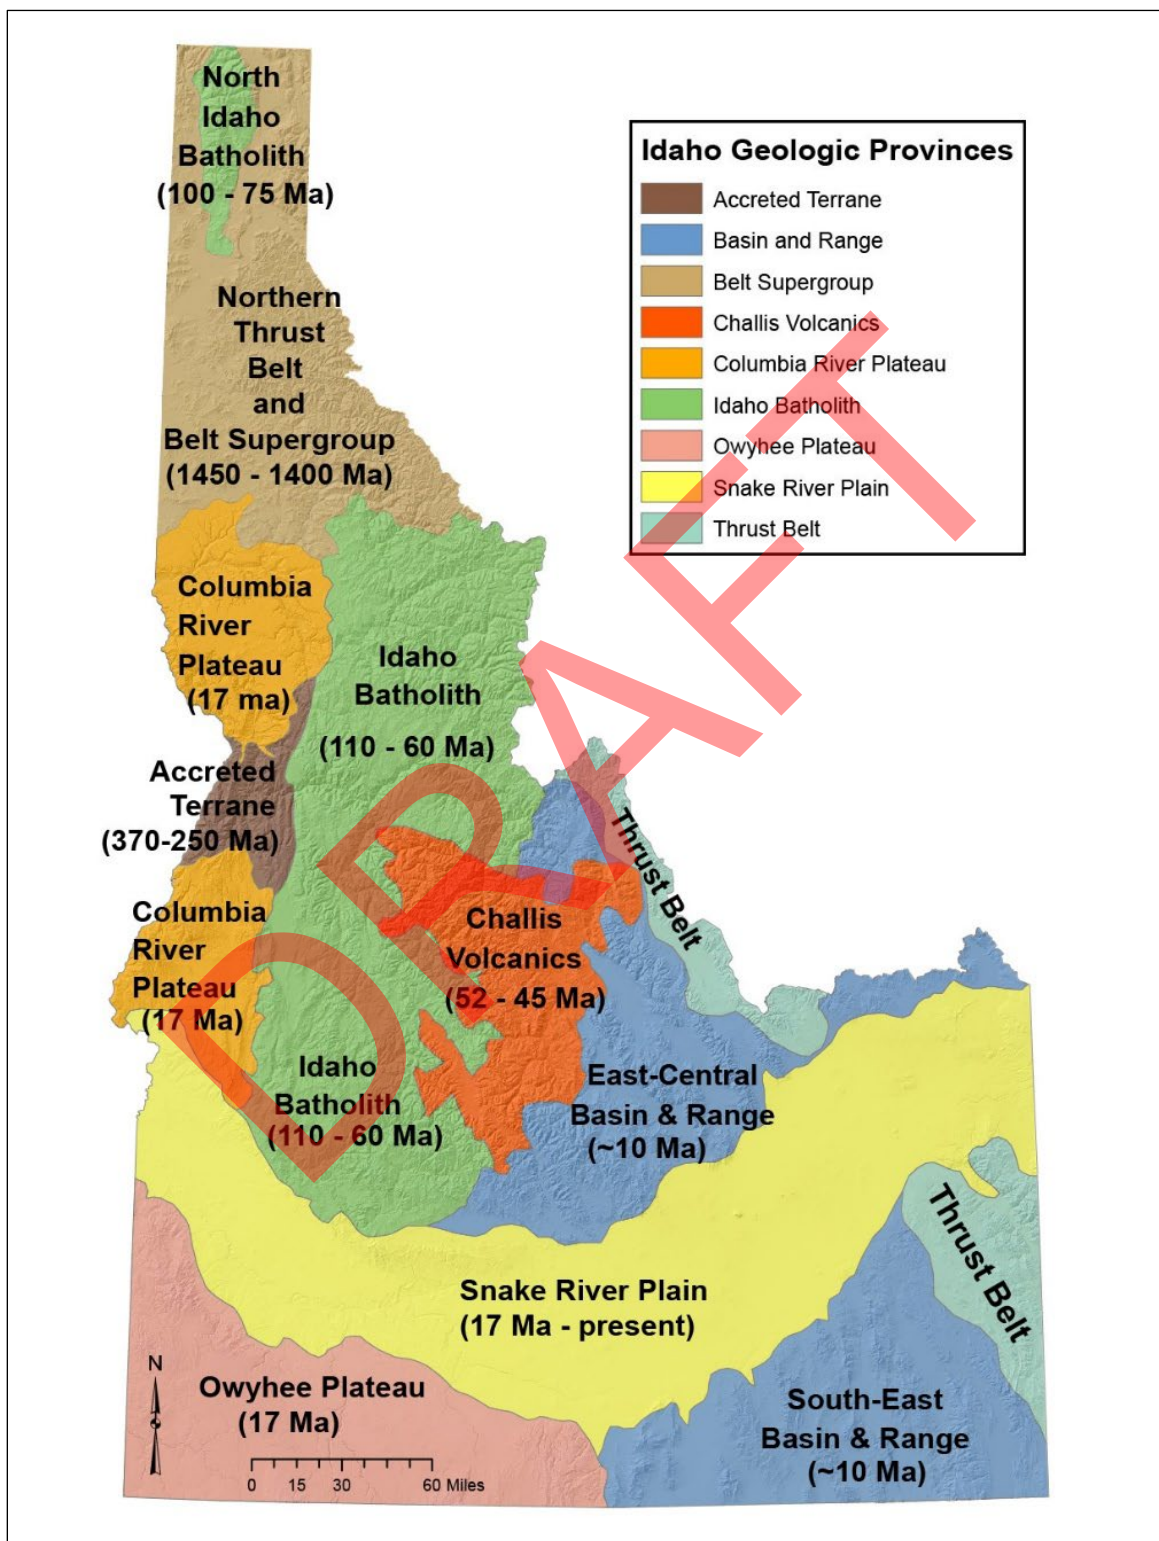 North
Idaho
Batholith
(100 - 75 Ma)
Idaho Geologic Provinces
Accreted Terrane
Basin and Range
Belt Supergroup
Challis Volcanics
Columbia River Plateau
Idaho Batholith
Owyhee Plateau
Snake River Plain
Thrust Belt
Northern
Thrust
Belt
and
Belt Supergroup
(1450 - 1400 Ma)
Columbia
River
Plateau
(17 ma)
Idaho
Batholith
(110 - 60 Ma)
Accreted
Terrane
(370-250 Ma)
Thrust Belt
Columbia
River
Plateau
(17 Ma)
Challis
Volcanics
(52 - 45 Ma)
Idaho
Batholith
(110 - 60 Ma)
East-Central
Basin & Range
(~10 Ma)
Thrust Belt
Snake River Plain
(17 Ma - present)
Owyhee Plateau
(17 Ma)
South-East
Basin & Range
(~10 Ma)
N
0 15 30 60 Miles
DRAFT